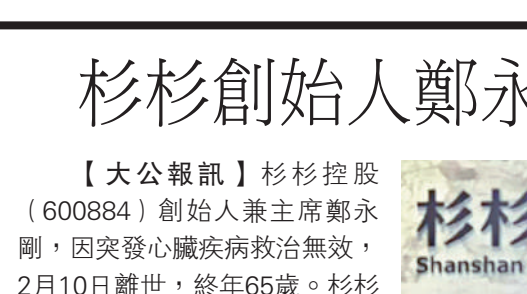 杉杉創始人鄭永
【大公報訊】杉杉控股
（600884）創始人兼主席鄭永
剛，因突發心臟疾病救治無效，
2月10日離世，終年65歲。杉杉
杉杉
Shanshan